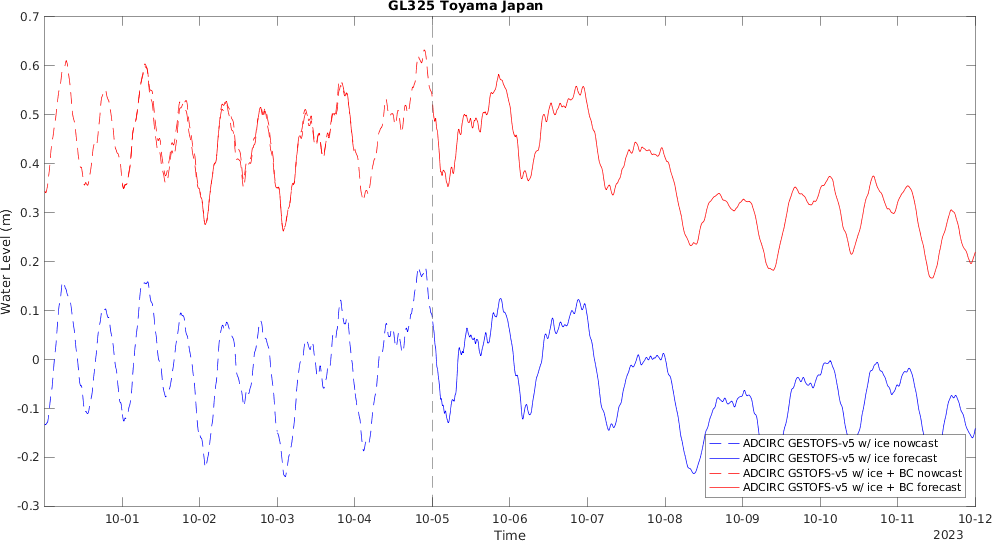 GL325 Toyama Japan
0.7
0.6
0.5
0.4
0.3
0.2
0.1
0
-0.1
-0.2
-0.3
Water Level (m)
ADCIRC GESTOFS-v5 w/ ice nowcast
ADCIRC GESTOFS-v5 w/ ice forecast
ADCIRC GSTOFS-v5 w/ ice + BC nowcast
ADCIRC GSTOFS-v5 w/ ice + BC forecast
10-01 10-02 10-03 10-04 10-05 10-06 10-07 10-08 10-09 10-10 10-11 10-12
Time
2023